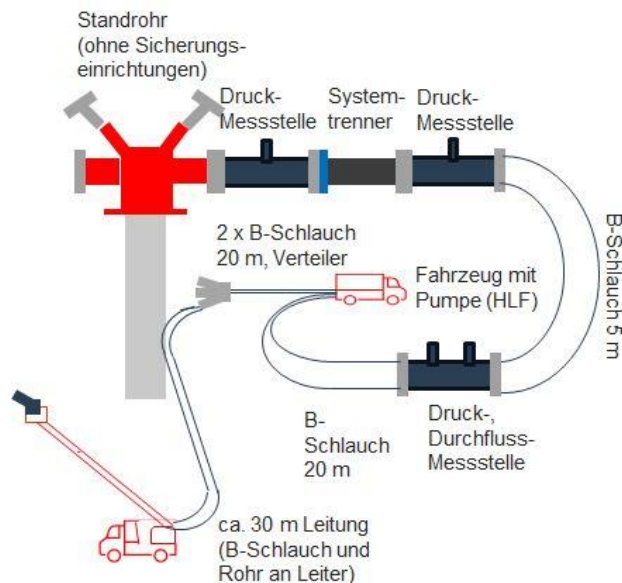 Standrohr
(ohne Sicherungs-
einrichtungen)
Druck-
Messstelle
System-
trenner
Druck-
Messstelle
B-Schlauch 5 m
2 x B-Schlauch
20 m, Verteiler
Fahrzeug mit
Pumpe (HLF)
B-
Schlauch
20 m
Druck-,
Durchfluss-
Messstelle
ca. 30 m Leitung
(B-Schlauch und
Rohr an Leiter)